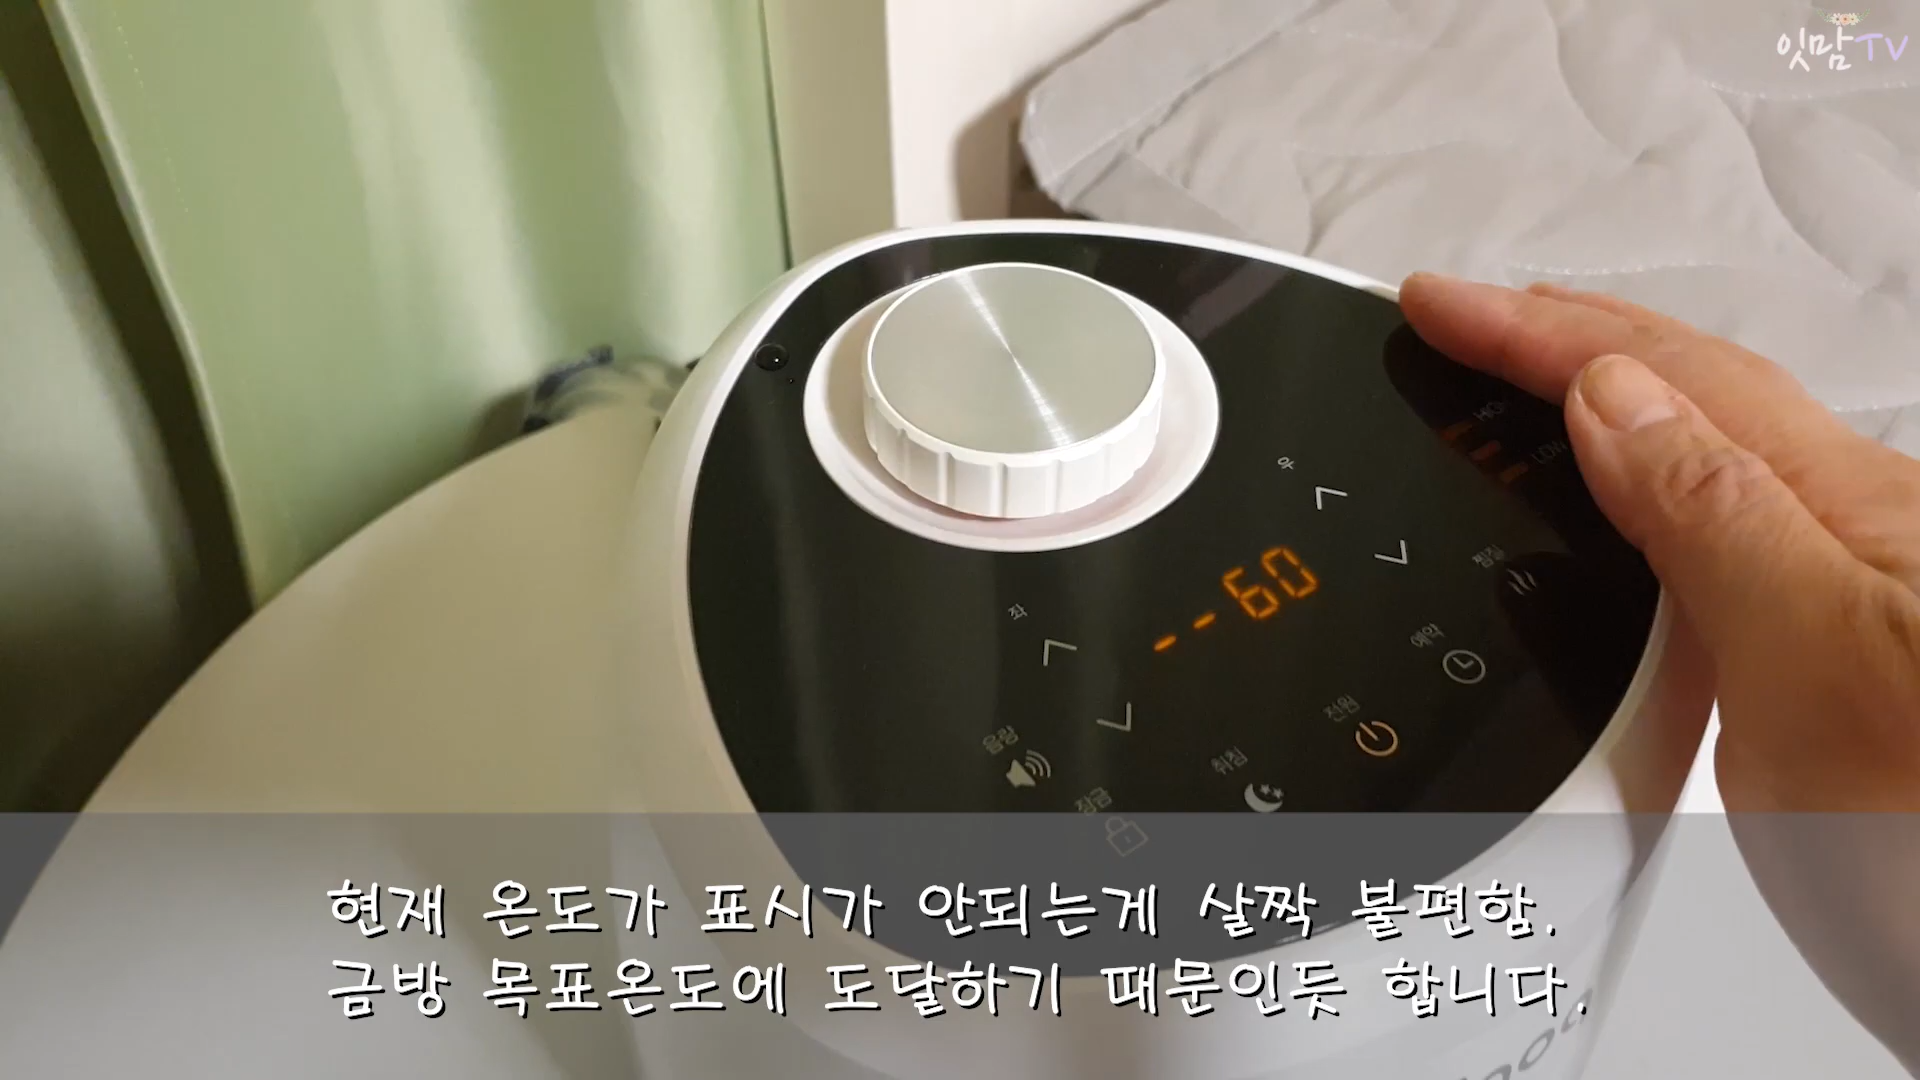 잇맘TV
HIGH
LOW
우
찜질
--60
좌
예약
전원
음량
취침
잠금
현재 온도가 표시가 안되는게 살짝 불편함.
금방 목표온도에 도달하기 때문인듯 합니다.